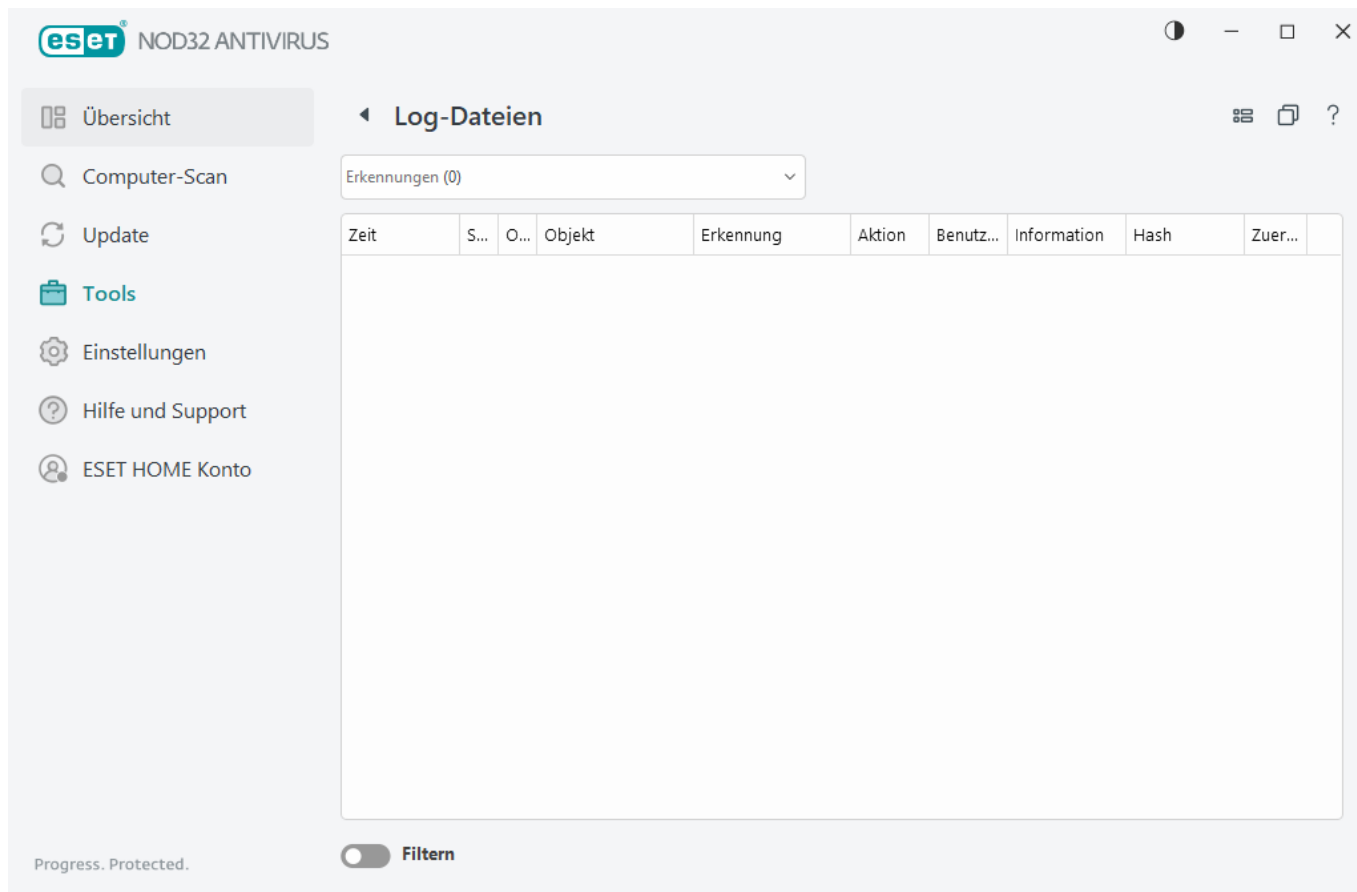 eseT® NOD32 ANTIVIRUS
Übersicht
Computer-Scan
Update
Tools
Einstellungen
Hilfe und Support
ESET HOME Konto
Progress. Protected.
Log-Dateien
?
Erkennungen (0)
Zeit S... O... Objekt Erkennung Aktion Benutz... Information Hash Zuer...
Filtern